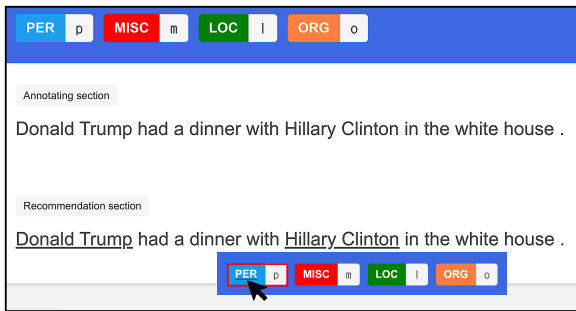 PER p MISC m LOC l ORG o
Annotating section
Donald Trump had a dinner with Hillary Clinton in the white house .
Recommendation section
Donald Trump had a dinner with Hillary Clinton in the white house .
PER p MISC m LOC l ORG o